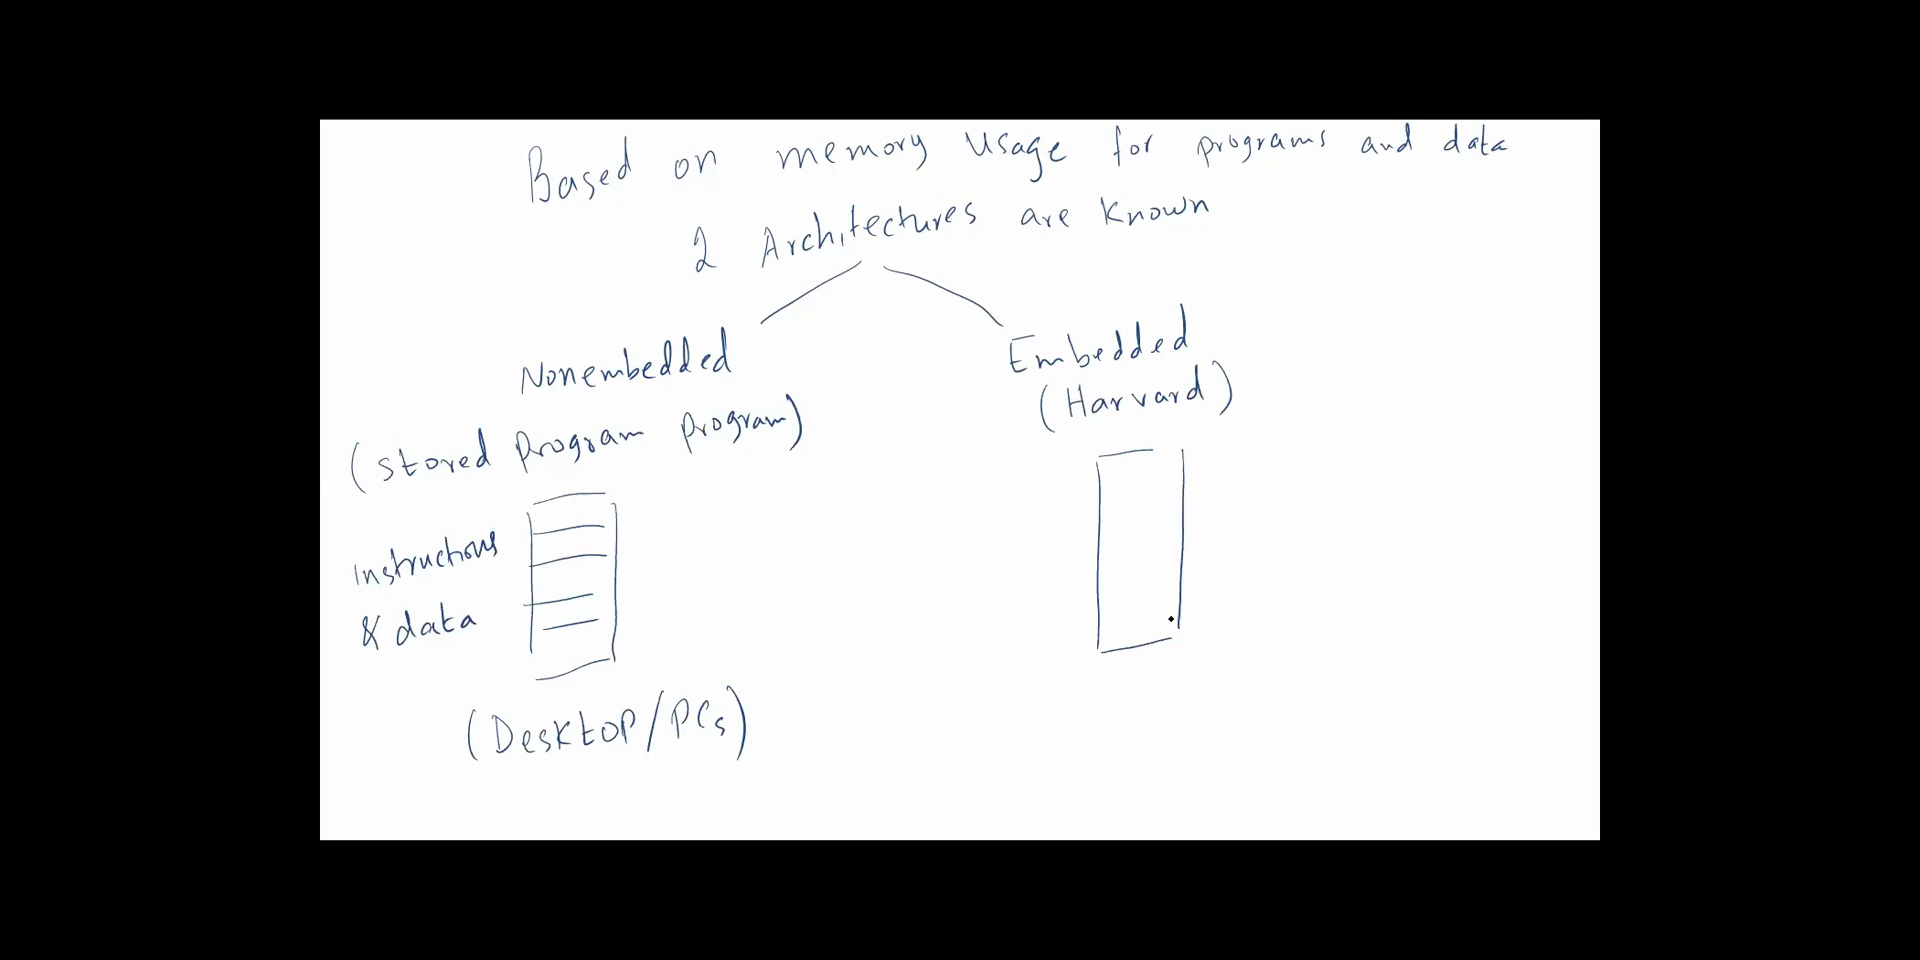 Based on memory usage for programs and data
2 Architectures are known
Nonembedded
(stored program program)
Embedded
(Harvard)
instructions
& data
(Desktop/PCs)